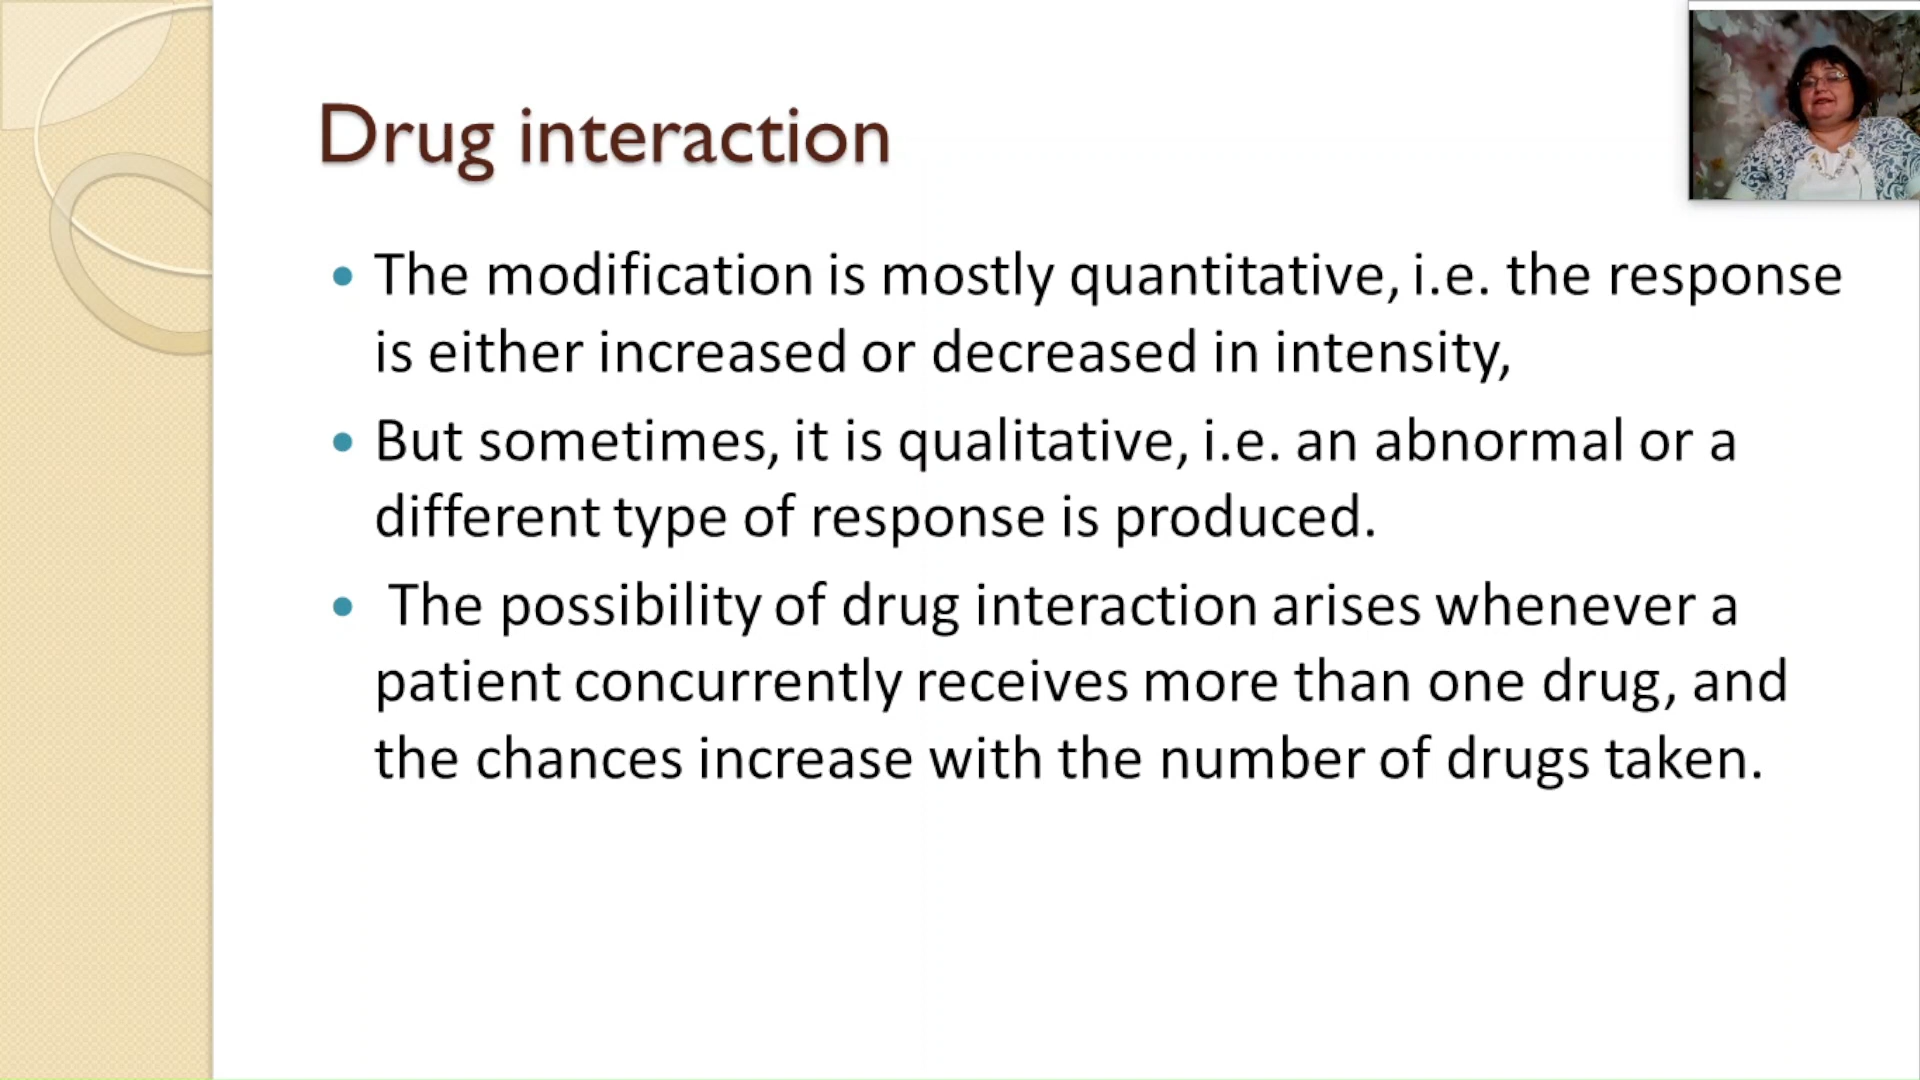 Drug interaction
• The modification is mostly quantitative, i.e. the response
is either increased or decreased in intensity,
• But sometimes, it is qualitative, i.e. an abnormal or a
different type of response is produced.
• The possibility of drug interaction arises whenever a
patient concurrently receives more than one drug, and
the chances increase with the number of drugs taken.